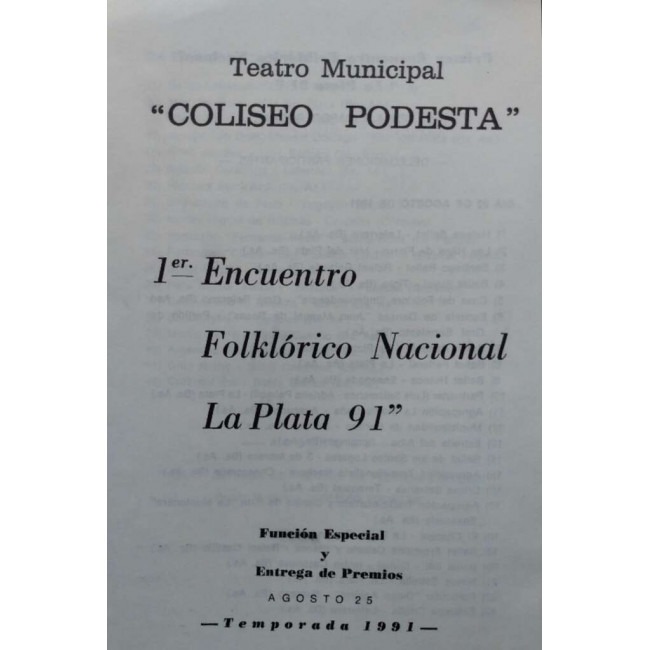 Teatro Municipal
“COLISEO PODESTA”
1er. Encuentro
Folklórico Nacional
La Plata 91”
Función Especial
y
Entrega de Premios
AGOSTO 25
— Temporada 1991 —